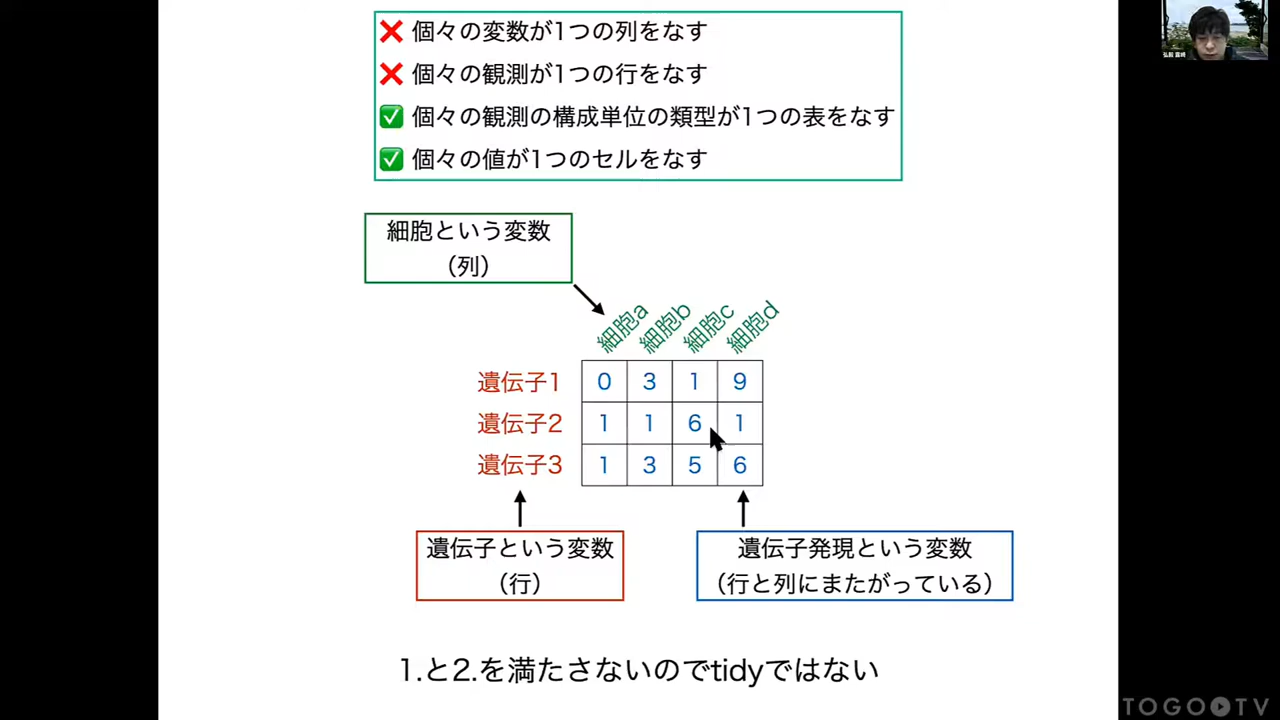 ❌ 個々の変数が1つの列をなす
❌ 個々の観測が1つの行をなす
✅ 個々の観測の構成単位の類型が1つの表をなす
✅ 個々の値が1つのセルをなす
細胞という変数
（列）
細胞a 細胞b 細胞c 細胞d
遺伝子1 0 3 1 9
遺伝子2 1 1 6 1
遺伝子3 1 3 5 6
遺伝子という変数
（行）
遺伝子発現という変数
（行と列にまたがっている）
1.と2.を満たさないのでtidyではない
TOGOTV